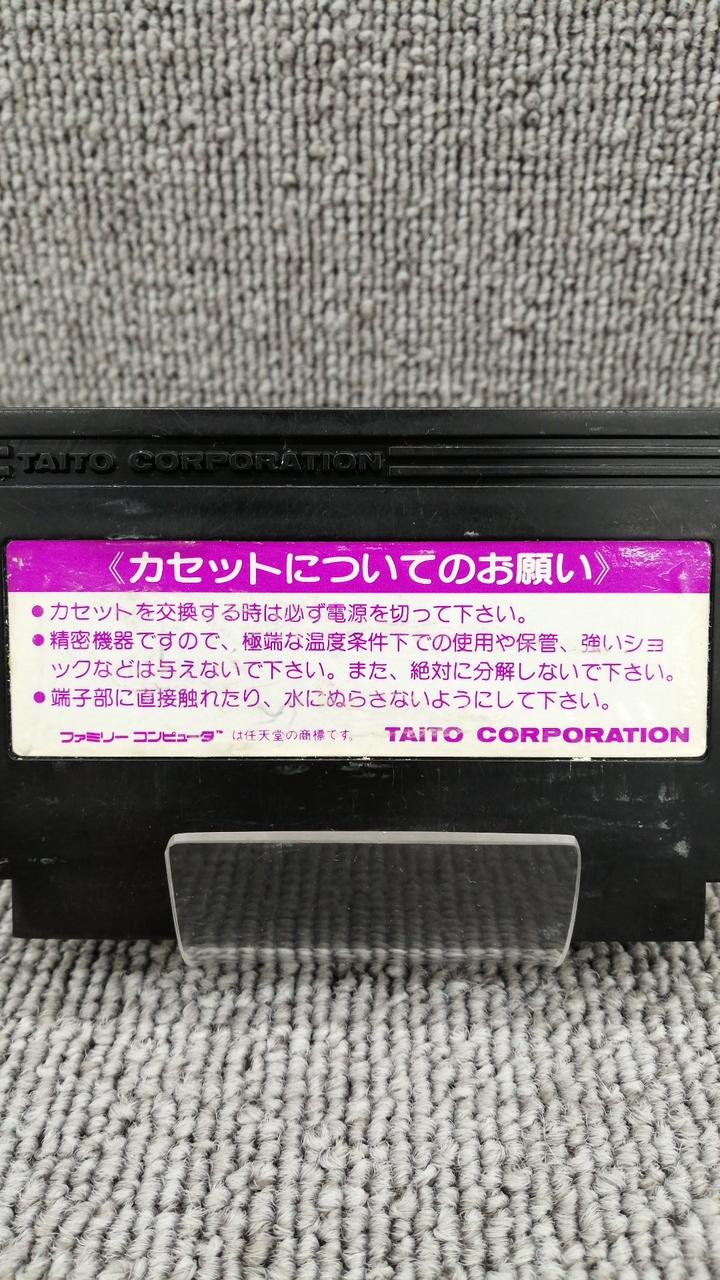 TAITO CORPORATION
《カセットについてのお願い》
●カセットを交換する時は必ず電源を切って下さい。
●精密機器ですので、極端な温度条件下での使用や保管、強いショ
ックなどは与えないで下さい。また、絶対に分解しないで下さい。
●端子部に直接触れたり、水にぬらさないようにして下さい。
ファミリーコンピュータ™ は任天堂の商標です。 TAITO CORPORATION